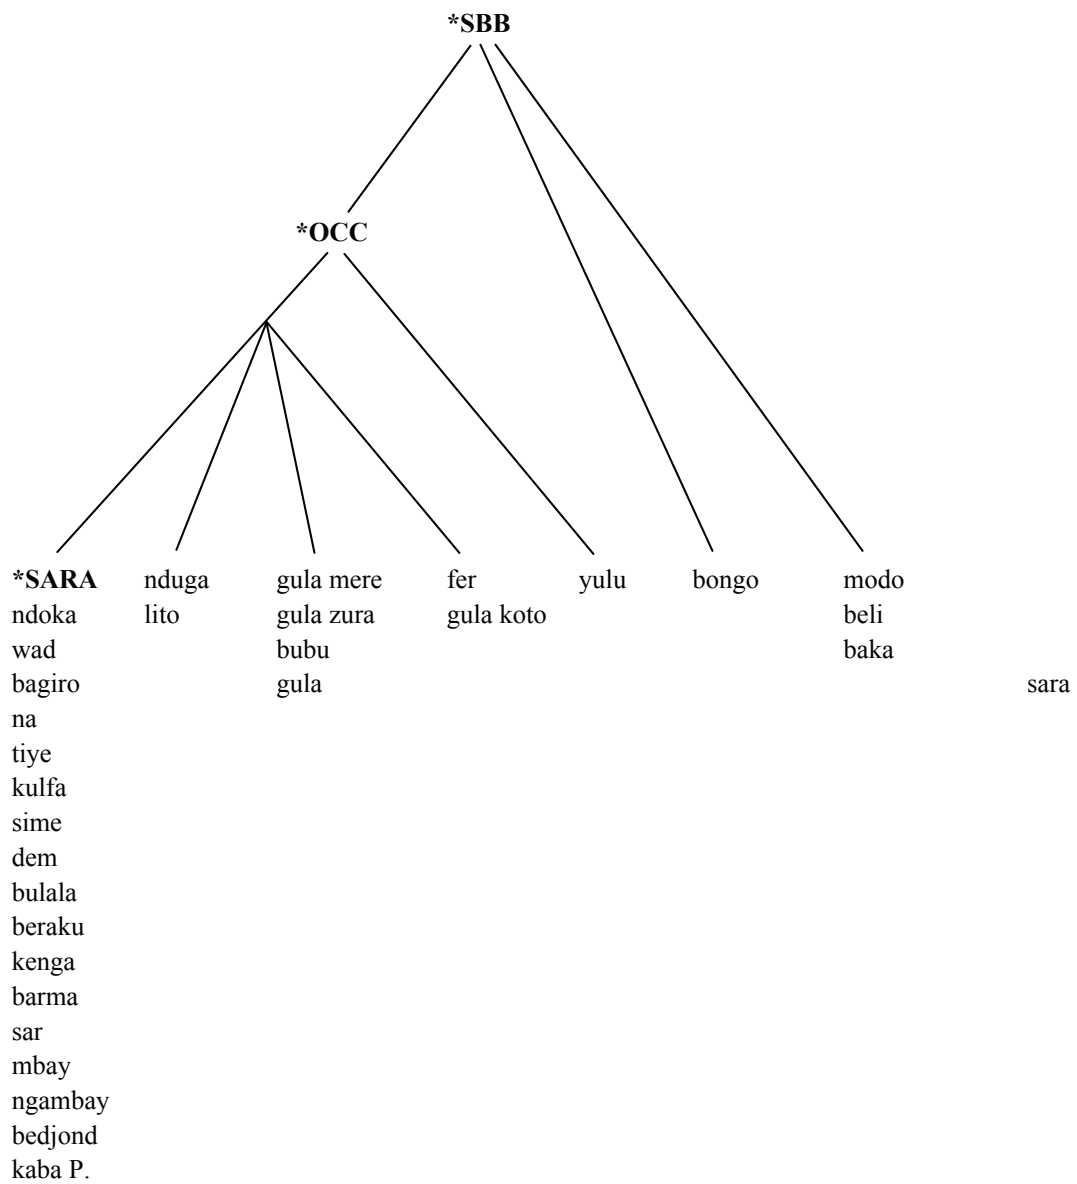 *SBB
*OCC
*SARA nduga gula mere fer yulu bongo modo
ndoka lito gula zura gula koto beli
wad bubu baka
bagiro gula sara
na
tiye
kulfa
sime
dem
bulala
beraku
kenga
barma
sar
mbay
ngambay
bedjond
kaba P.